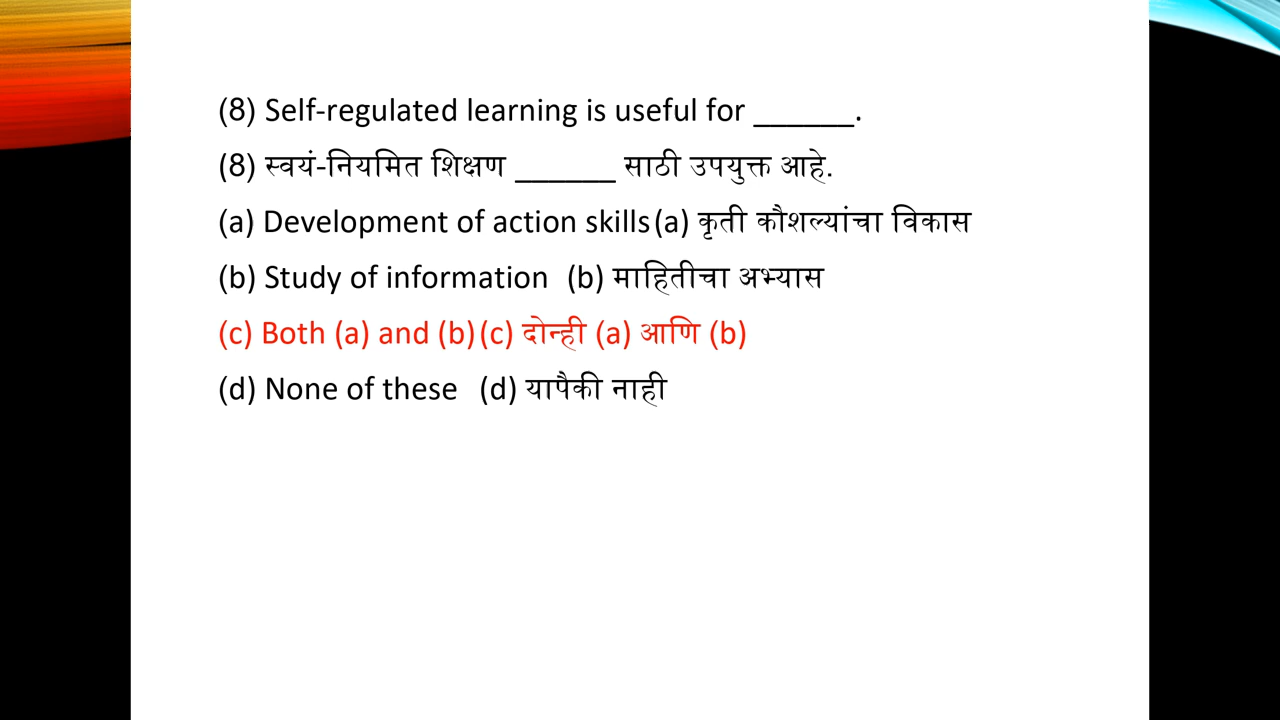 (8) Self-regulated learning is useful for ______.
(8) स्वयं-नियमित शिक्षण ______ साठी उपयुक्त आहे.
(a) Development of action skills (a) कृती कौशल्यांचा विकास
(b) Study of information (b) माहितीचा अभ्यास
(c) Both (a) and (b) (c) दोन्ही (a) आणि (b)
(d) None of these (d) यापैकी नाही